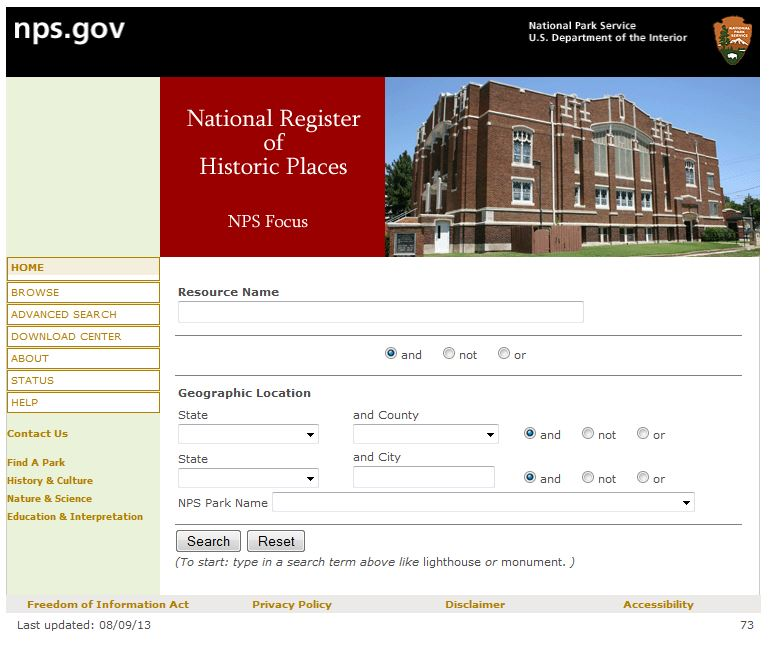 nps.gov
National Park Service
U.S. Department of the Interior
NATIONAL
PARK
SERVICE
National Register
of
Historic Places
NPS Focus
HOME
BROWSE
ADVANCED SEARCH
DOWNLOAD CENTER
ABOUT
STATUS
HELP
Contact Us
Find A Park
History & Culture
Nature & Science
Education & Interpretation
Resource Name
and not or
Geographic Location
State and County
and not or
State and City
and not or
NPS Park Name
Search Reset
(To start: type in a search term above like lighthouse or monument. )
Freedom of Information Act Privacy Policy Disclaimer Accessibility
Last updated: 08/09/13 73